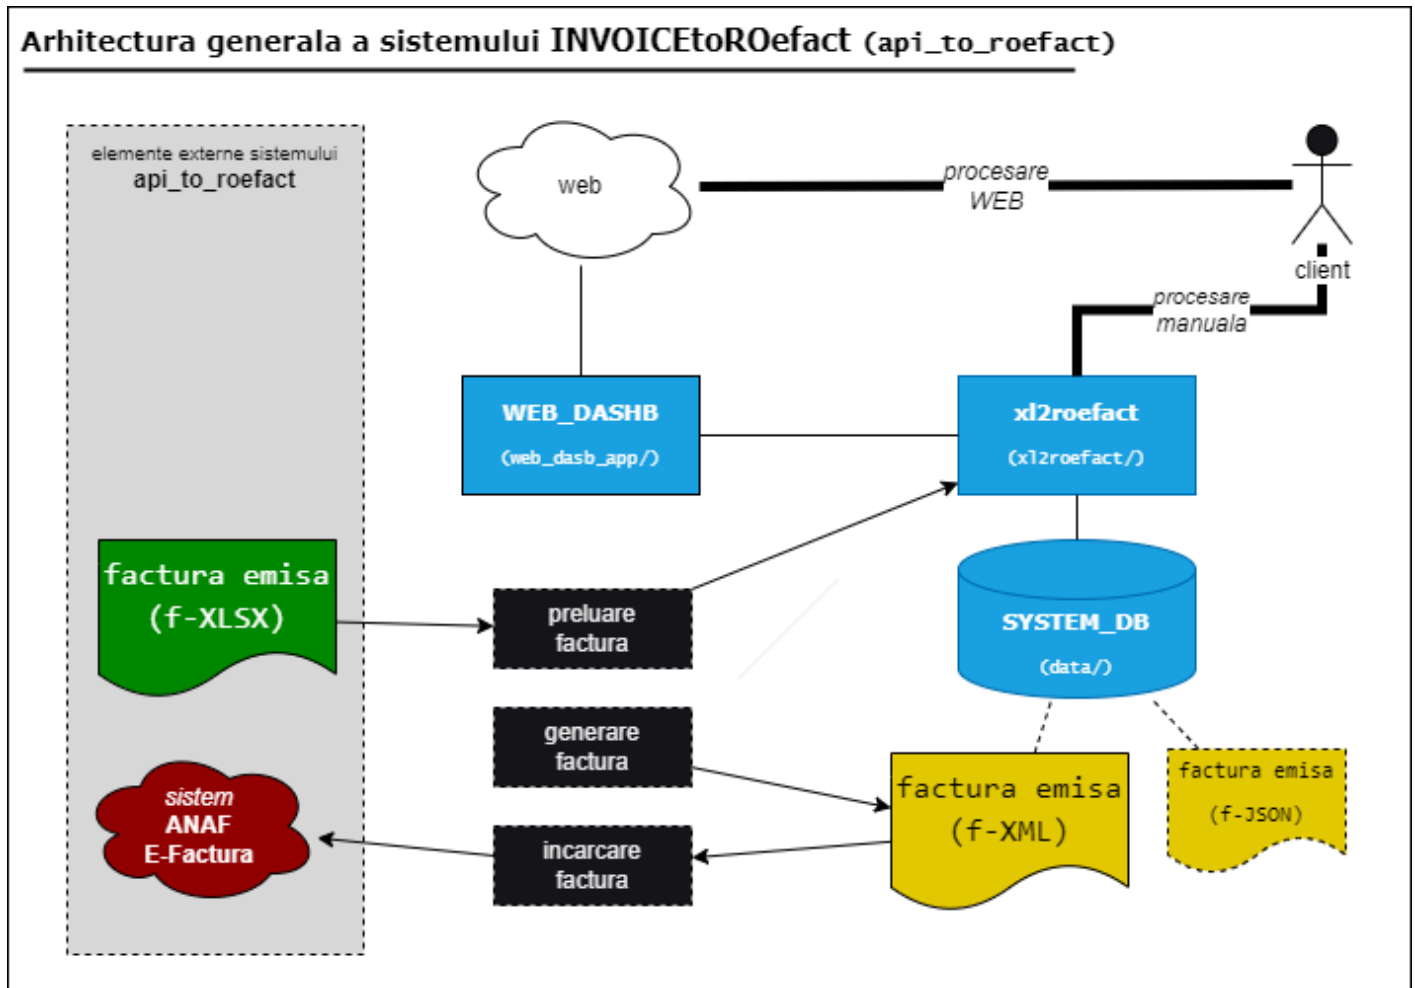 Arhitectura generala a sistemului INVOICEtoROefact (api_to_roefact)
elemente externe sistemului
api_to_roefact
web
procesare
WEB
client
procesare
manuala
WEB_DASHB
(web_dasb_app/)
xl2roefact
(xl2roefact/)
factura emisa
(f-XLSX)
preluare
factura
SYSTEM_DB
(data/)
generare
factura
factura emisa
(f-XML)
factura emisa
(f-JSON)
sistem
ANAF
E-Factura
incarcare
factura